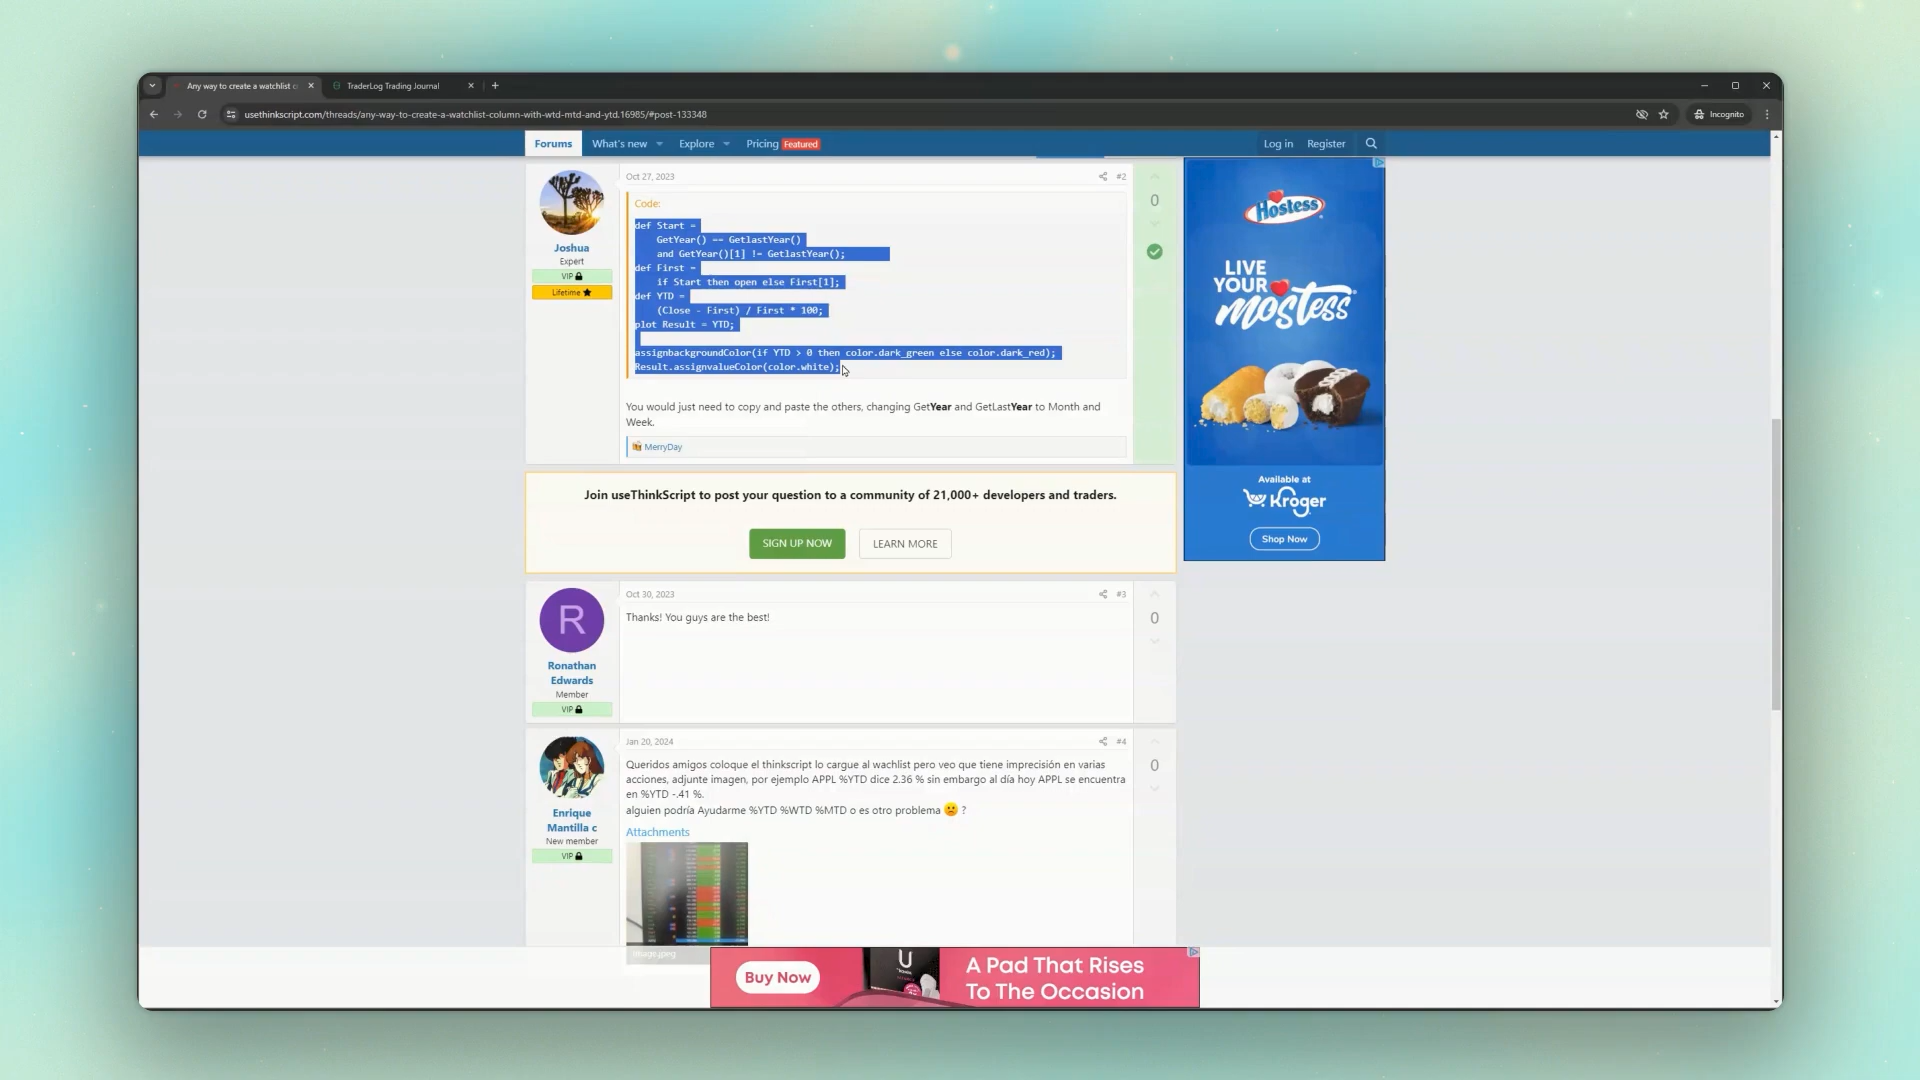 Any way to create a watchlist c
TraderLog Trading Journal
usethinkscript.com/threads/any-way-to-create-a-watchlist-column-with-wtd-mtd-and-ytd.16985/#post-133348
Incognito
Forums
What's new
Explore
Pricing
Featured
Log in
Register
Joshua
Expert
VIP
Lifetime
Oct 27, 2023
#2
Code:
def Start =
GetYear() == GetlastYear()
and GetYear()[1] != GetlastYear();
def First =
if Start then open else First[1];
def YTD =
(Close - First) / First * 100;
plot Result = YTD;
assignbackgroundColor(if YTD > 0 then color.dark_green else color.dark_red);
Result.assignvalueColor(color.white);
You would just need to copy and paste the others, changing GetYear and GetLastYear to Month and
Week.
MerryDay
0
Hostess
LIVE
YOUR
Mostess
Available at
Kroger
Shop Now
Join useThinkScript to post your question to a community of 21,000+ developers and traders.
SIGN UP NOW
LEARN MORE
R
Ronathan
Edwards
Member
VIP
Oct 30, 2023
#3
Thanks! You guys are the best!
0
Enrique
Mantilla c
New member
VIP
Jan 20, 2024
#4
Queridos amigos coloque el thinkscript lo cargue al wachlist pero veo que tiene imprecisión en varias
acciones, adjunte imagen, por ejemplo APPL %YTD dice 2.36 % sin embargo al día hoy APPL se encuentra
en %YTD -.41 %.
alguien podría Ayudarme %YTD %WTD %MTD o es otro problema ?
Attachments
image.jpeg
0
Buy Now
U
A Pad That Rises
To The Occasion